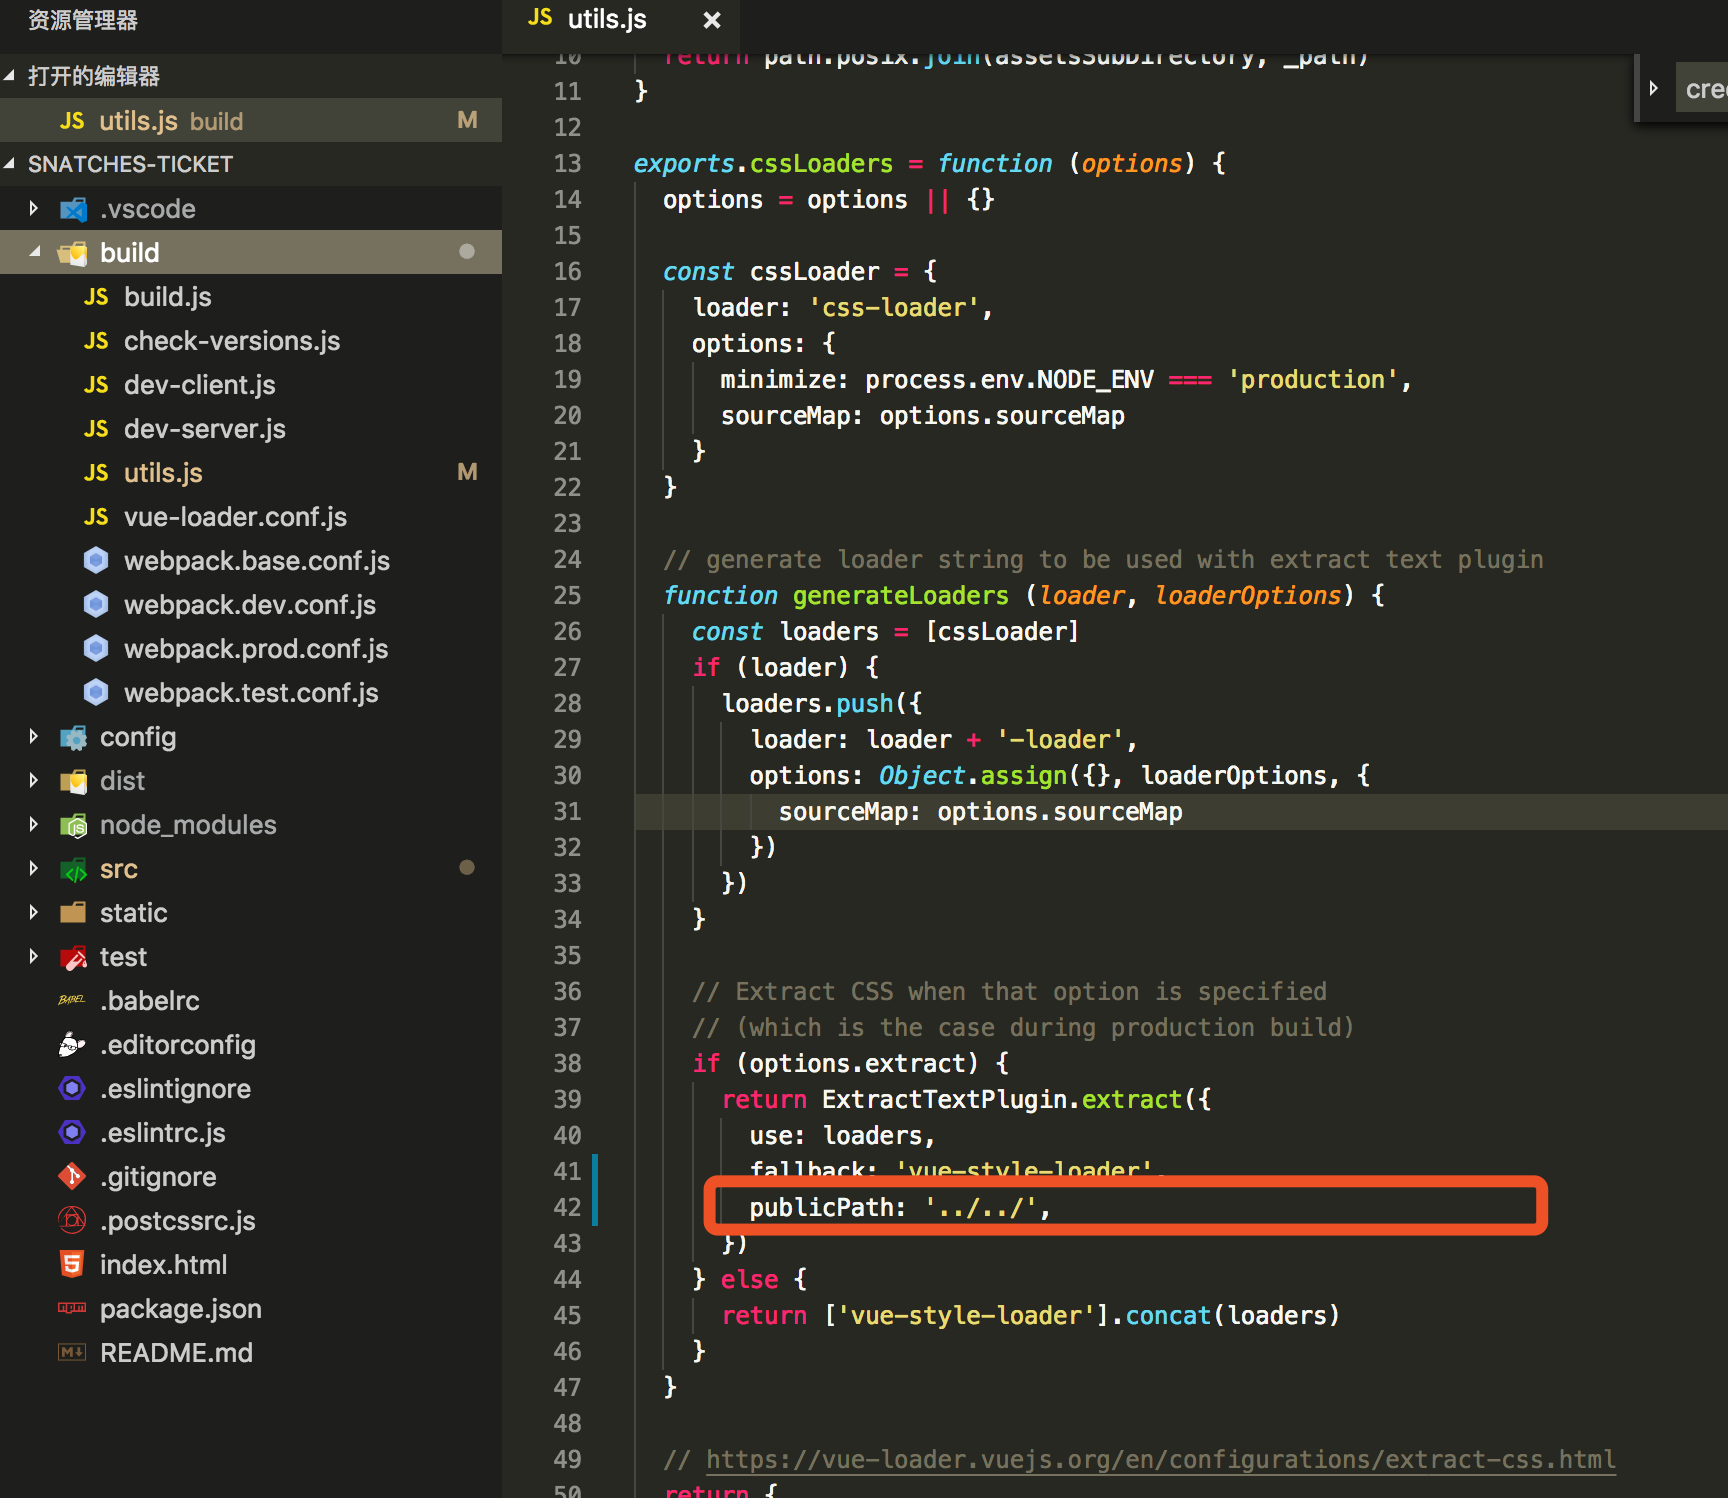 资源管理器
打开的编辑器
JS utils.js build M
SNATCHES-TICKET
.vscode
build
JS build.js
JS check-versions.js
JS dev-client.js
JS dev-server.js
JS utils.js M
JS vue-loader.conf.js
webpack.base.conf.js
webpack.dev.conf.js
webpack.prod.conf.js
webpack.test.conf.js
config
dist
node_modules
src
static
test
BABEL .babelrc
.editorconfig
.eslintignore
.eslintrc.js
.gitignore
.postcssrc.js
5 index.html
package.json
M README.md
JS utils.js ×
10 return path.posix.join(assetsSubDirectory, _path)
11 }
12
13 exports.cssLoaders = function (options) {
14 options = options || {}
15
16 const cssLoader = {
17 loader: 'css-loader',
18 options: {
19 minimize: process.env.NODE_ENV === 'production',
20 sourceMap: options.sourceMap
21 }
22 }
23
24 // generate loader string to be used with extract text plugin
25 function generateLoaders (loader, loaderOptions) {
26 const loaders = [cssLoader]
27 if (loader) {
28 loaders.push({
29 loader: loader + '-loader',
30 options: Object.assign({}, loaderOptions, {
31 sourceMap: options.sourceMap
32 })
33 })
34 }
35
36 // Extract CSS when that option is specified
37 // (which is the case during production build)
38 if (options.extract) {
39 return ExtractTextPlugin.extract({
40 use: loaders,
41 fallback: 'vue-style-loader',
42 publicPath: '../../',
43 })
44 } else {
45 return ['vue-style-loader'].concat(loaders)
46 }
47 }
48
49 // https://vue-loader.vuejs.org/en/configurations/extract-css.html
50 return {
cre